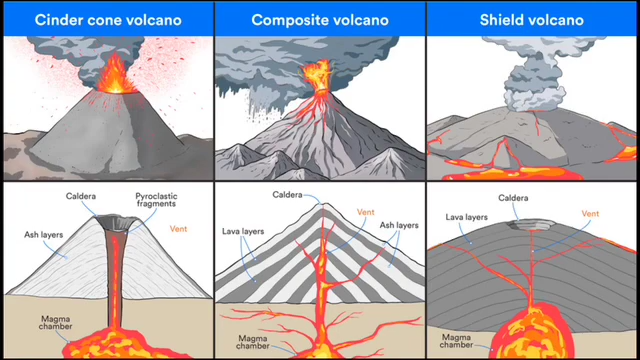 Cinder cone volcano
Composite volcano
Shield volcano
Caldera
Pyroclastic
fragments
Vent
Ash layers
Magma
chamber
Caldera
Vent
Lava layers
Ash layers
Magma
chamber
Caldera
Lava layers
Vent
Magma
chamber